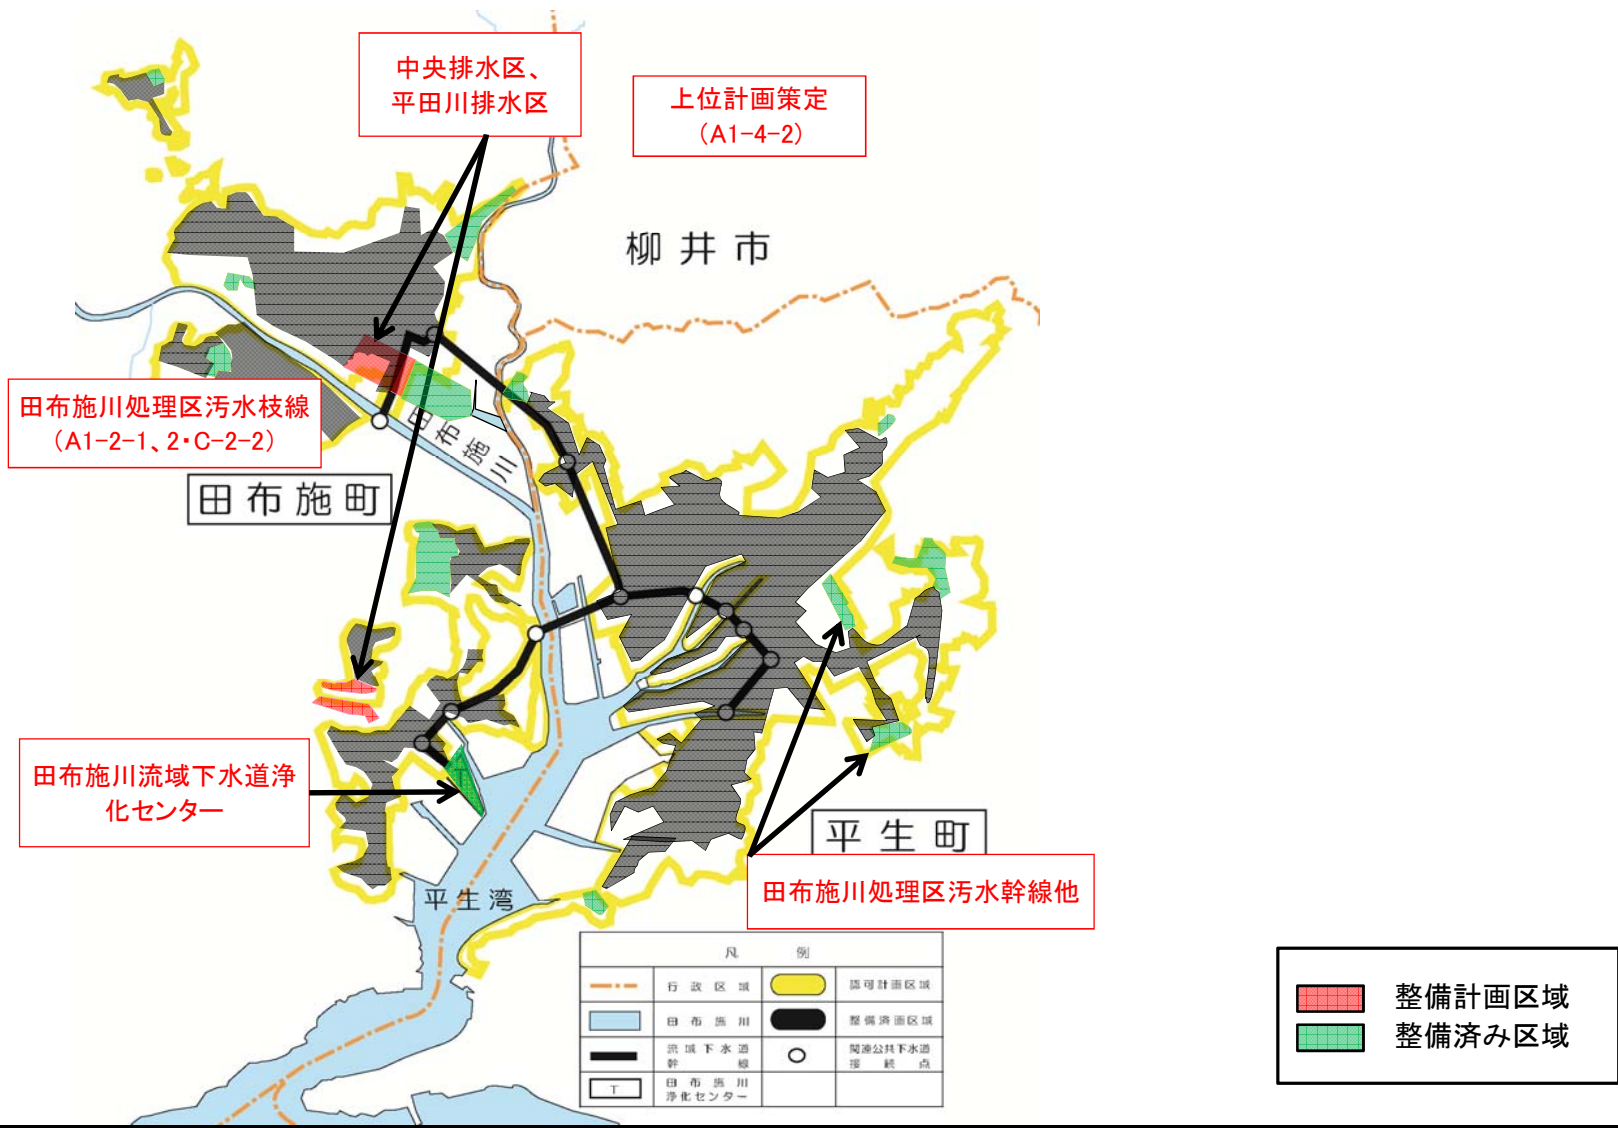 中央排水区、
平田川排水区
上位計画策定
(A1-4-2)
柳井市
田布施川処理区汚水枝線
(A1-2-1、2・C-2-2)
田布施川
田布施町
田布施川流域下水道浄
化センター
T
平生町
田布施川処理区汚水幹線他
平生湾
凡 例
行政区域
認可計画区域
田布施川
整備済画区域
流域下水道
幹線
関連公共下水道
接続点
T
田布施川
浄化センター
整備計画区域
整備済み区域